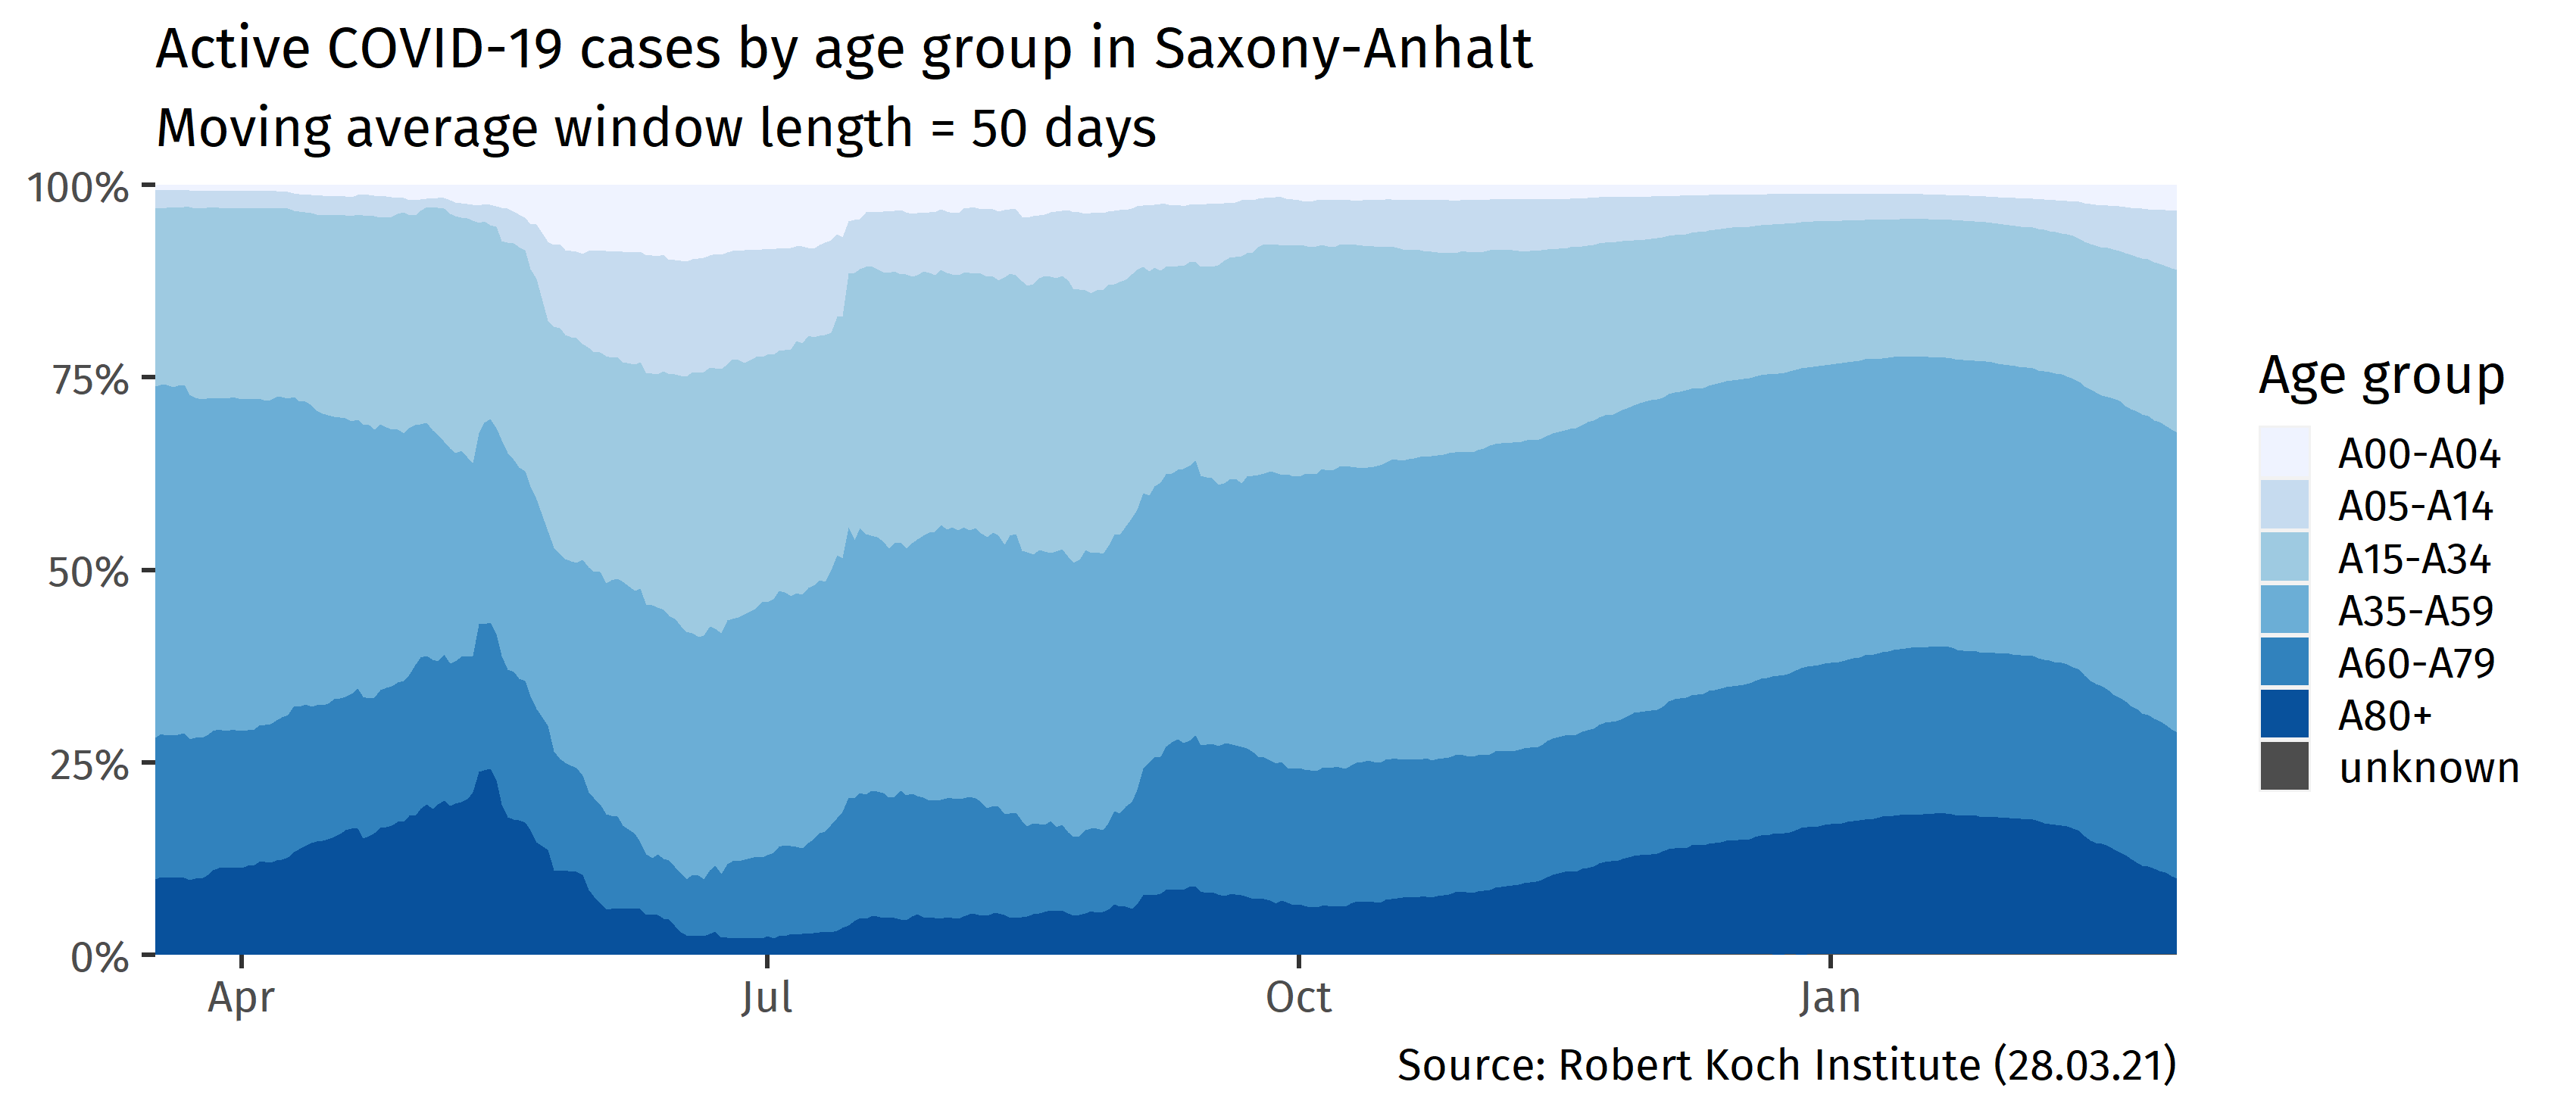 Active COVID-19 cases by age group in Saxony-Anhalt
Moving average window length = 50 days
100%
75%
50%
25%
0%
Apr
Jul
Oct
Jan
Age group
A00-A04
A05-A14
A15-A34
A35-A59
A60-A79
A80+
unknown
Source: Robert Koch Institute (28.03.21)